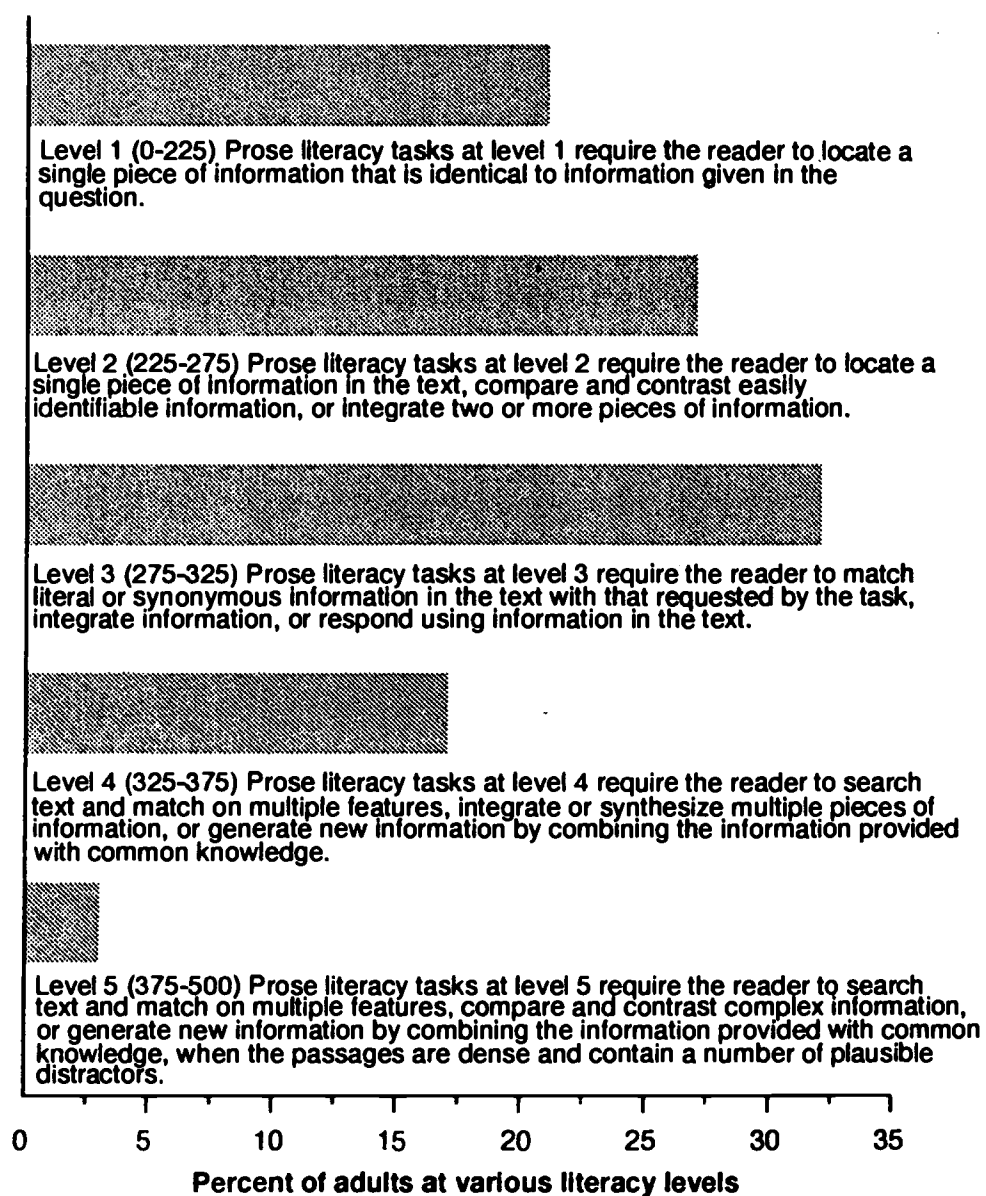 Level 1 (0-225) Prose literacy tasks at level 1 require the reader to locate a
single piece of information that is identical to information given in the
question.
Level 2 (225-275) Prose literacy tasks at level 2 require the reader to locate a
single piece of information in the text, compare and contrast easily
identifiable information, or integrate two or more pieces of information.
Level 3 (275-325) Prose literacy tasks at level 3 require the reader to match
literal or synonymous information in the text with that requested by the task,
integrate information, or respond using information in the text.
Level 4 (325-375) Prose literacy tasks at level 4 require the reader to search
text and match on multiple features, integrate or synthesize multiple pieces of
information, or generate new information by combining the information provided
with common knowledge.
Level 5 (375-500) Prose literacy tasks at level 5 require the reader to search
text and match on multiple features, compare and contrast complex information,
or generate new information by combining the information provided with common
knowledge, when the passages are dense and contain a number of plausible
distractors.
0 5 10 15 20 25 30 35
Percent of adults at various literacy levels